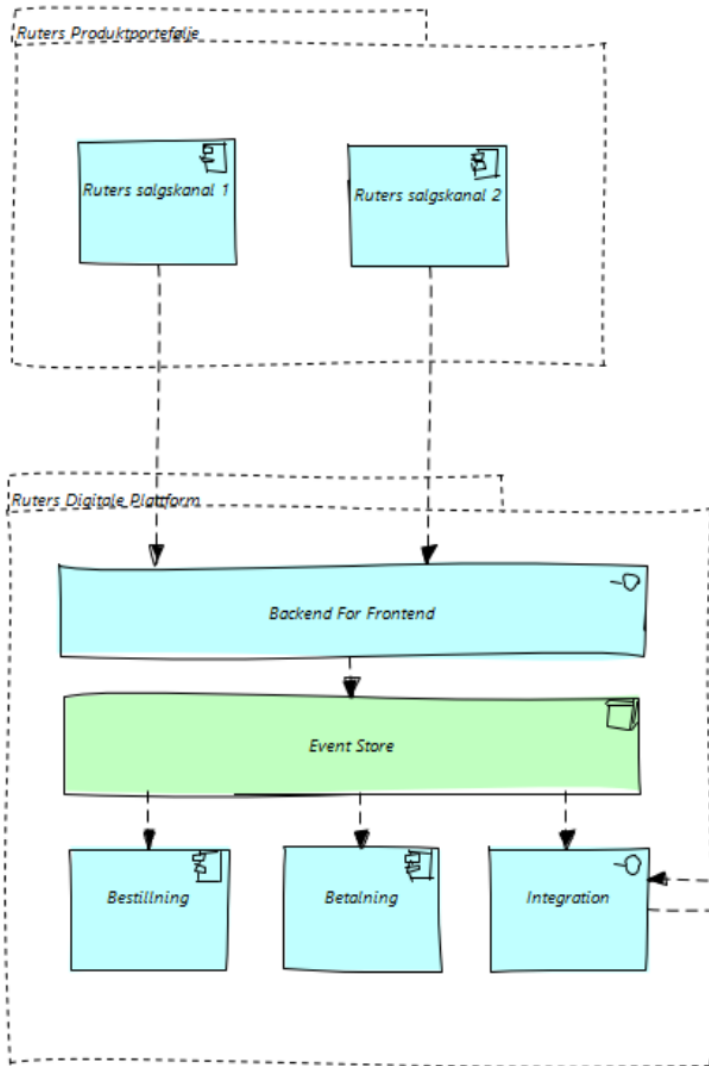 Ruters Produktportefølje
Ruters salgskanal 1
Ruters salgskanal 2
Ruters Digitale Plattform
Backend For Frontend
Event Store
Bestillning
Betalning
Integration